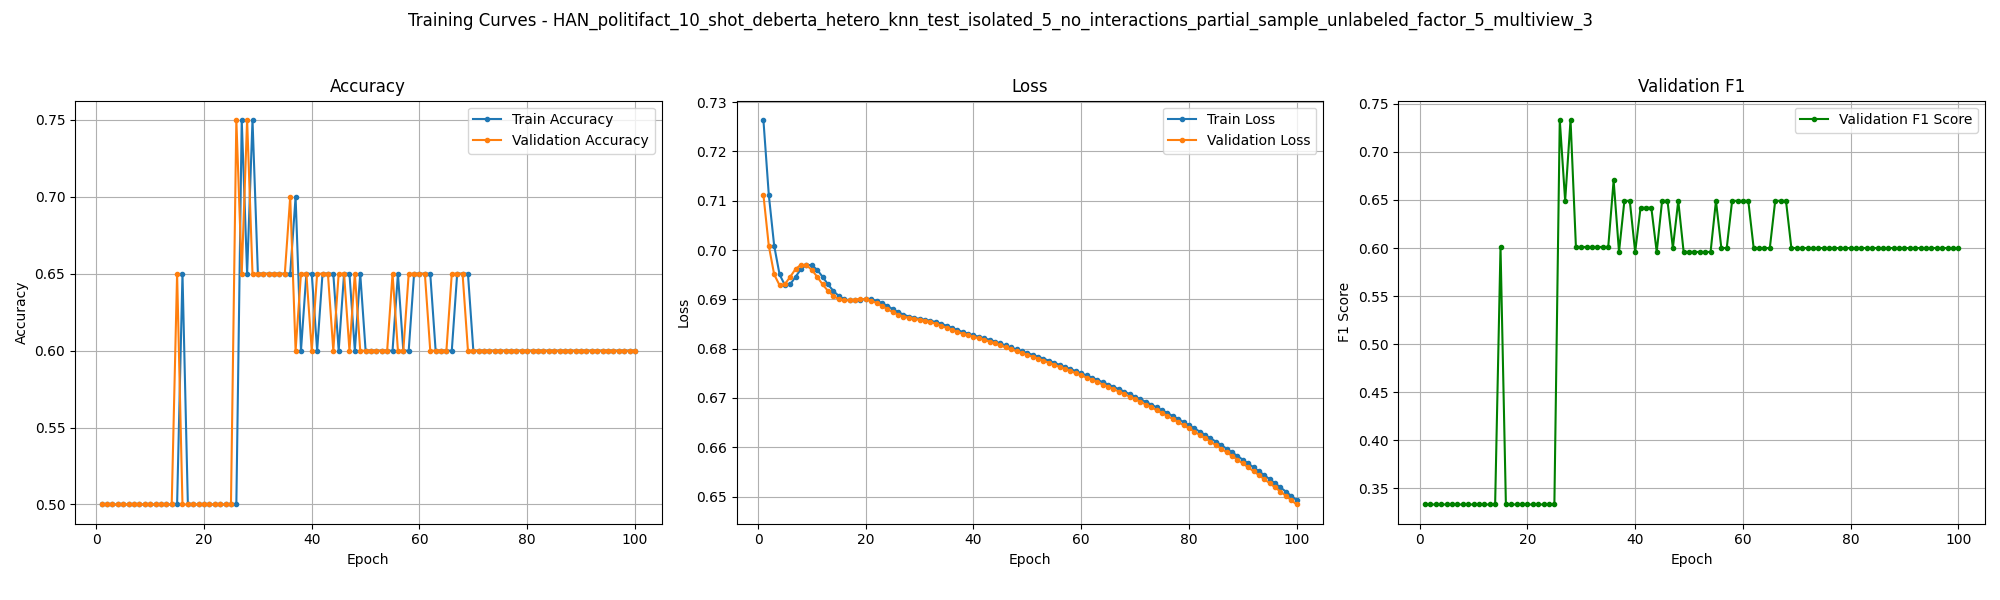 Training Curves - HAN_politifact_10_shot_deberta_hetero_knn_test_isolated_5_no_interactions_partial_sample_unlabeled_factor_5_multiview_3
Accuracy
Train Accuracy
Validation Accuracy
Accuracy
0.75
0.70
0.65
0.60
0.55
0.50
0 20 40 60 80 100
Epoch
Loss
Train Loss
Validation Loss
Loss
0.73
0.72
0.71
0.70
0.69
0.68
0.67
0.66
0.65
0 20 40 60 80 100
Epoch
Validation F1
Validation F1 Score
F1 Score
0.75
0.70
0.65
0.60
0.55
0.50
0.45
0.40
0.35
0 20 40 60 80 100
Epoch